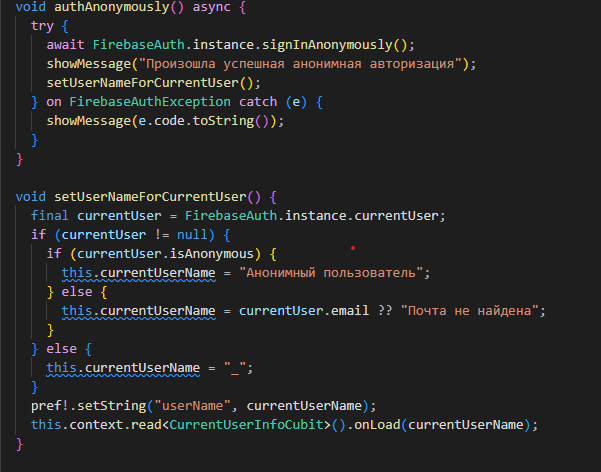 void authAnonymously() async {
try {
await FirebaseAuth.instance.signInAnonymously();
showMessage("Произошла успешная анонимная авторизация");
setUserNameForCurrentUser();
} on FirebaseAuthException catch (e) {
showMessage(e.code.toString());
}
}
void setUserNameForCurrentUser() {
final currentUser = FirebaseAuth.instance.currentUser;
if (currentUser != null) {
if (currentUser.isAnonymous) {
this.currentUserName = "Анонимный пользователь";
} else {
this.currentUserName = currentUser.email ?? "Почта не найдена";
}
} else {
this.currentUserName = "_";
}
pref!.setString("userName", currentUserName);
this.context.read<CurrentUserInfoCubit>().onLoad(currentUserName);
}